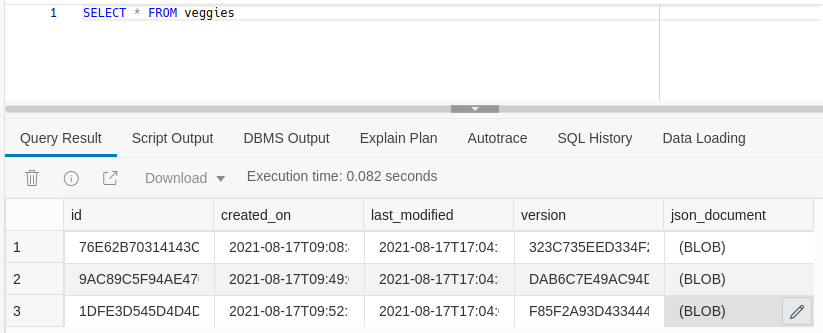 1 SELECT * FROM veggies
Query Result Script Output DBMS Output Explain Plan Autotrace SQL History Data Loading
Download Execution time: 0.082 seconds
id created_on last_modified version json_document
1 76E62B70314143C 2021-08-17T09:08: 2021-08-17T17:04: 323C735EED334F2 (BLOB)
2 9AC89C5F94AE47 2021-08-17T09:49: 2021-08-17T17:04: DAB6C7E49AC94D (BLOB)
3 1DFE3D545D4D4D 2021-08-17T09:52: 2021-08-17T17:04: F85F2A93D433444 (BLOB)